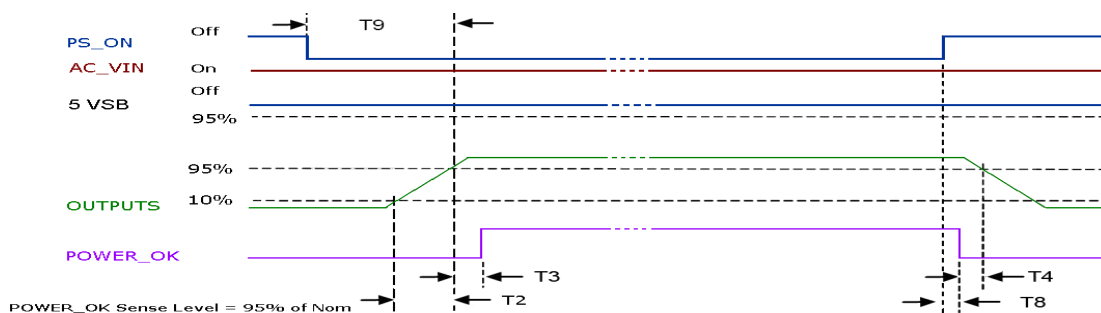 T9
Off
PS_ON
AC_VIN On
Off
5 VSB
95%
95%
10%
OUTPUTS
POWER_OK
T3 T4
T2 T8
POWER_OK Sense Level = 95% of Nom